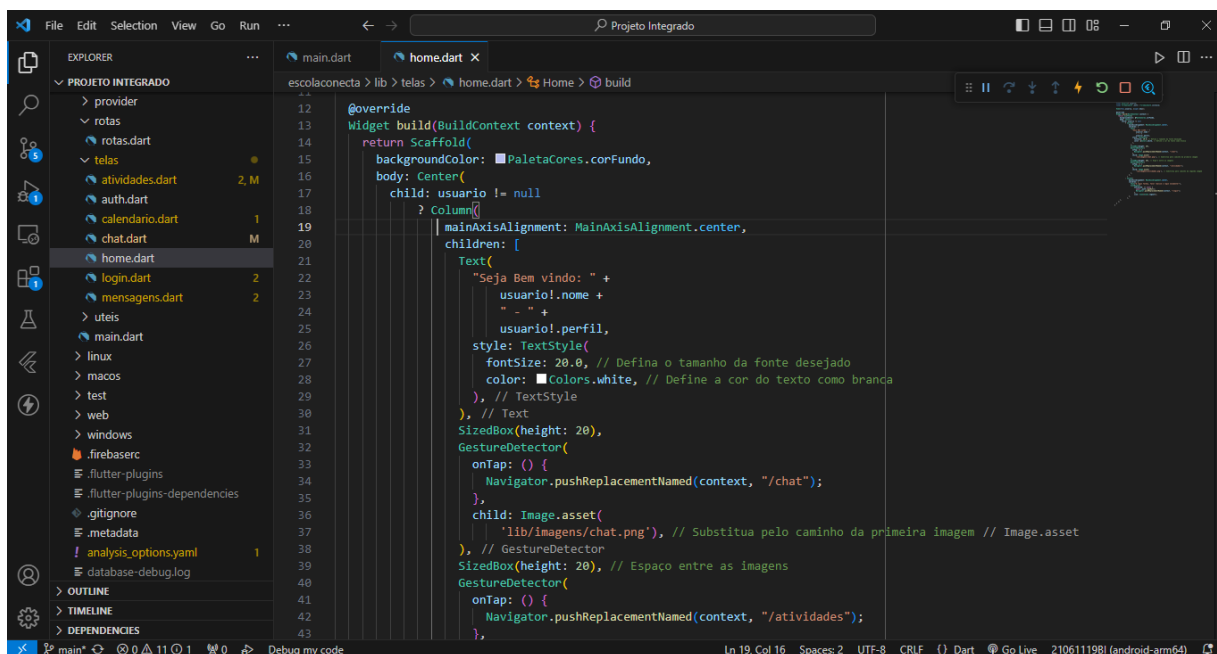 File Edit Selection View Go Run ··· Projeto Integrado
EXPLORER ···
PROJETO INTEGRADO
provider
rotas
rotas.dart
telas
atividades.dart 2, M
auth.dart
calendario.dart 1
chat.dart M
home.dart
login.dart 2
mensagens.dart 2
uteis
main.dart
linux
macos
test
web
windows
.firebaserc
.flutter-plugins
.flutter-plugins-dependencies
.gitignore
.metadata
analysis_options.yaml 1
database-debug.log
OUTLINE
TIMELINE
DEPENDENCIES
5
1
1
main.dart home.dart
escolaconecta > lib > telas > home.dart > Home > build
11
12 @override
13 Widget build(BuildContext context) {
14 return Scaffold(
15 backgroundColor: PaletaCores.corFundo,
16 body: Center(
17 child: usuario != null
18 ? Column(
19 mainAxisAlignment: MainAxisAlignment.center,
20 children: [
21 Text(
22 "Seja Bem vindo: " +
23 usuario!.nome +
24 " - " +
25 usuario!.perfil,
26 style: TextStyle(
27 fontSize: 20.0, // Defina o tamanho da fonte desejado
28 color: Colors.white, // Define a cor do texto como branca
29 ), // TextStyle
30 ), // Text
31 SizedBox(height: 20),
32 GestureDetector(
33 onTap: () {
34 Navigator.pushReplacementNamed(context, "/chat");
35 },
36 child: Image.asset(
37 'lib/imagens/chat.png'), // Substitua pelo caminho da primeira imagem // Image.asset
38 ), // GestureDetector
39 SizedBox(height: 20), // Espaço entre as imagens
40 GestureDetector(
41 onTap: () {
42 Navigator.pushReplacementNamed(context, "/atividades");
43 },
main* 0 11 1 0 Debug my code Ln 19, Col 16 Spaces: 2 UTF-8 CRLF {} Dart Go Live 21061119BI (android-arm64)